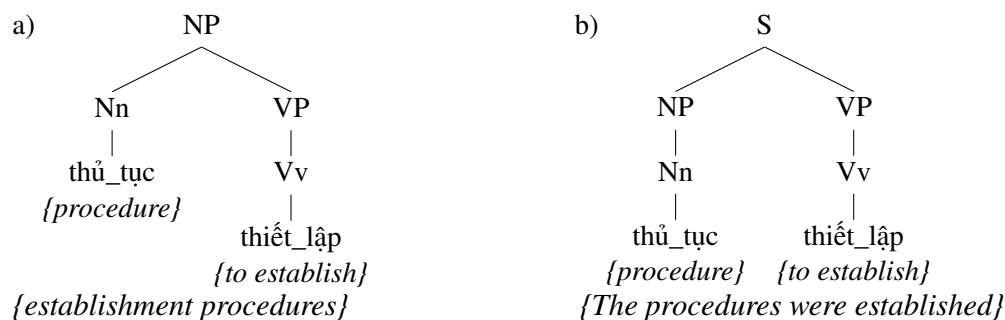 a) NP b) S
Nn VP NP VP
thủ_tục Vv Nn Vv
{procedure} thiết_lập thủ_tục thiết_lập
{to establish} {procedure} {to establish}
{establishment procedures} {The procedures were established}